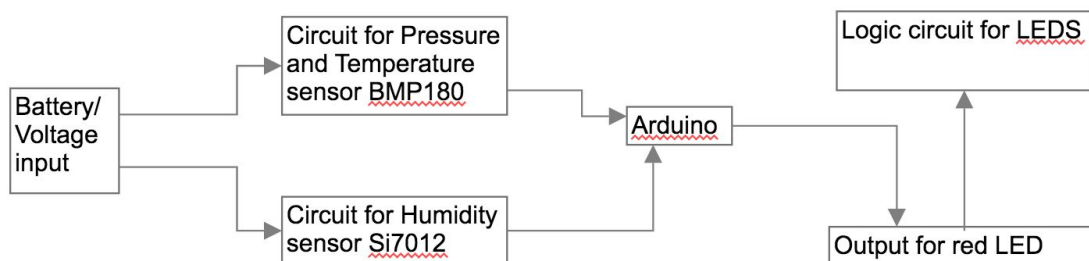 Battery/
Voltage
input
Circuit for Pressure
and Temperature
sensor BMP180
Circuit for Humidity
sensor Si7012
Arduino
Logic circuit for LEDS
Output for red LED